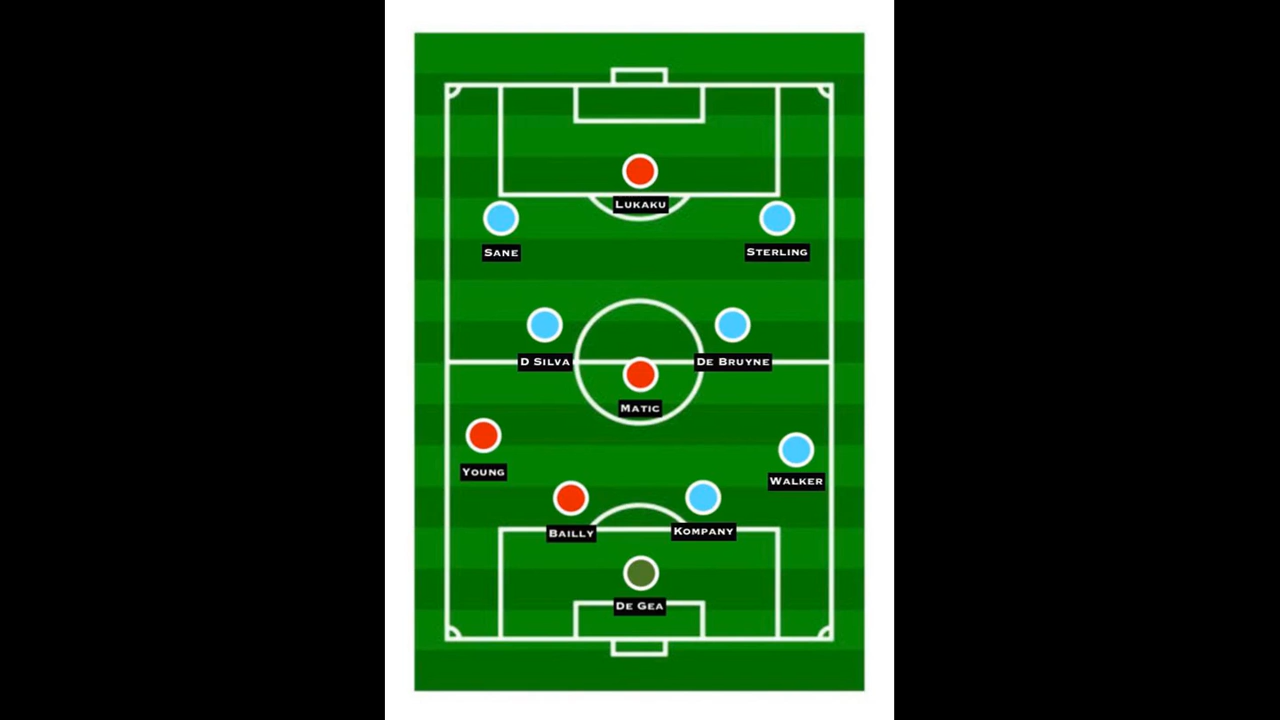 Lukaku
Sane
Sterling
D Silva
De Bruyne
Matic
Young
Walker
Bailly
Kompany
De Gea